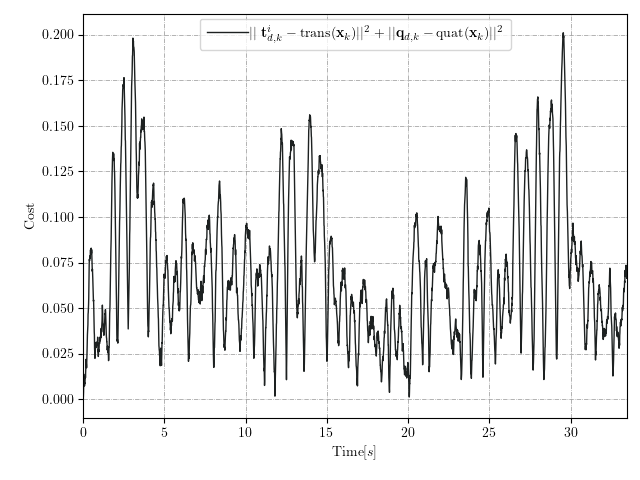 || t^i_{d,k} − trans(x_k)||² + ||q_{d,k} − quat(x_k)||²
0.200
0.175
0.150
0.125
0.100
0.075
0.050
0.025
0.000
Cost
0 5 10 15 20 25 30
Time[s]